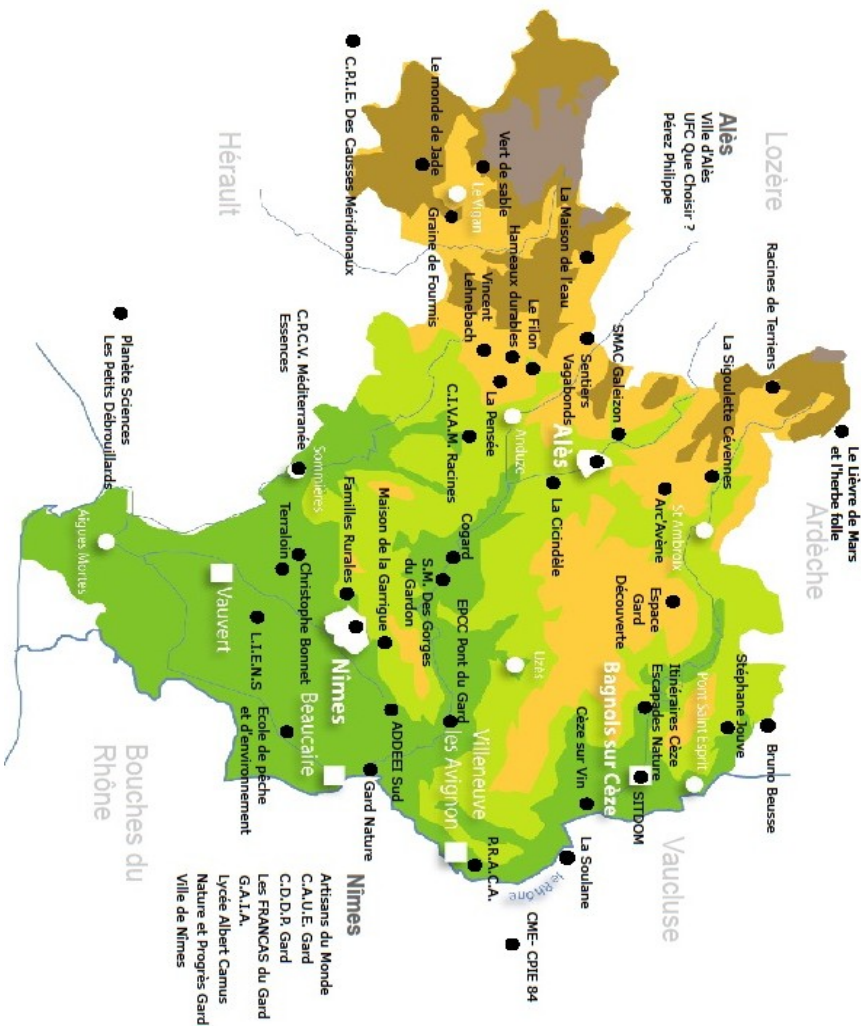 Lozère
Alès
Ville d'Alès
UFC Que Choisir ?
Pérez Philippe
Racines de Terriens
Le Lièvre de Mars
et l'herbe folle
Ardèche
La Sigoulette Cévennes
SMAC Galeizon
Arc'Avène
St Ambroix
Espace
Gard
Découverte
Itinéraires Cèze
Escapades Nature
Stéphane Jouve
Bruno Beusse
Pont Saint Esprit
SITDOM
Bagnols sur Cèze
Cèze sur Vin
Vaucluse
La Soulane
le Rhône
CME- CPIE 84
La Maison de l'eau
Sentiers
Vagabonds
Alès
La Cicindèle
Le Filon
Hameaux durables
Vincent
Lehnebach
La Pensée
Anduze
Uzès
Vert de sable
Le monde de Jade
Le Vigan
Graine de Fourmis
C.P.I.E. Des Causses Méridionaux
Hérault
C.I.V.A.M. Racines
Cogard
S.M. Des Gorges
du Gardon
EPCC Pont du Gard
Villeneuve
les Avignon
P.R.A.C.A.
Maison de la Garrigue
Familles Rurales
Nîmes
ADDEEI Sud
Gard Nature
Beaucaire
C.P.C.V. Méditerranée
Essences
Sommières
Terraloin
Christophe Bonnet
L.I.E.N.S
Ecole de pêche
et d'environnement
Vauvert
Planète Sciences
Les Petits Débrouillards
Aigues Mortes
Bouches du
Rhône
Nîmes
Artisans du Monde
C.A.U.E. Gard
C.D.D.P. Gard
Les FRANCAS du Gard
G.A.I.A.
Lycée Albert Camus
Nature et Progrès Gard
Ville de Nîmes